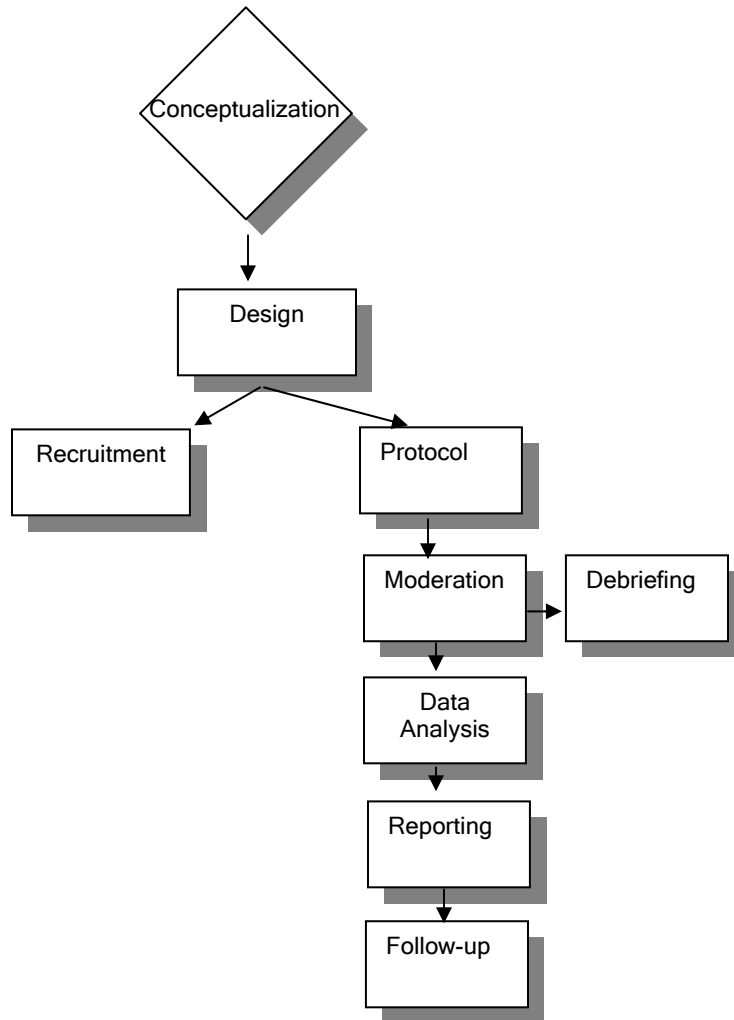 Conceptualization
Design
Recruitment
Protocol
Moderation
Debriefing
Data
Analysis
Reporting
Follow-up